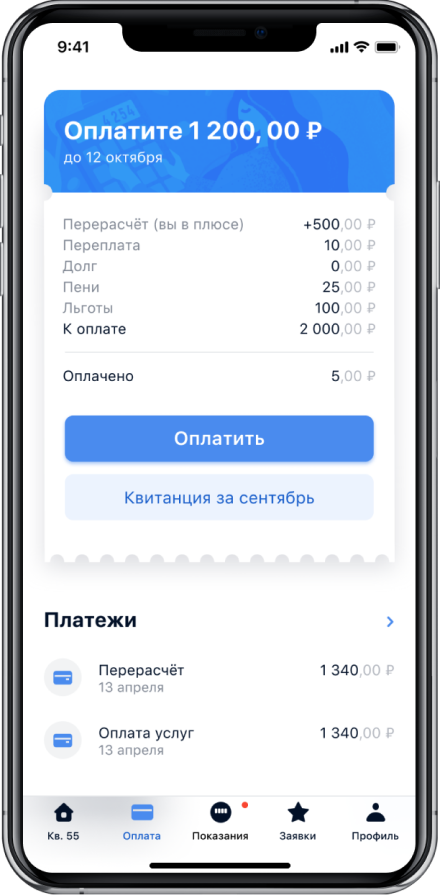 9:41
254
Оплатите 1 200, 00 ₽
до 12 октября
Перерасчёт (вы в плюсе) +500,00 ₽
Переплата 10,00 ₽
Долг 0,00 ₽
Пени 25,00 ₽
Льготы 100,00 ₽
К оплате 2 000,00 ₽
Оплачено 5,00 ₽
Оплатить
Квитанция за сентябрь
Платежи
Перерасчёт 1 340,00 ₽
13 апреля
Оплата услуг 1 340,00 ₽
13 апреля
Кв. 55 Оплата Показания Заявки Профиль